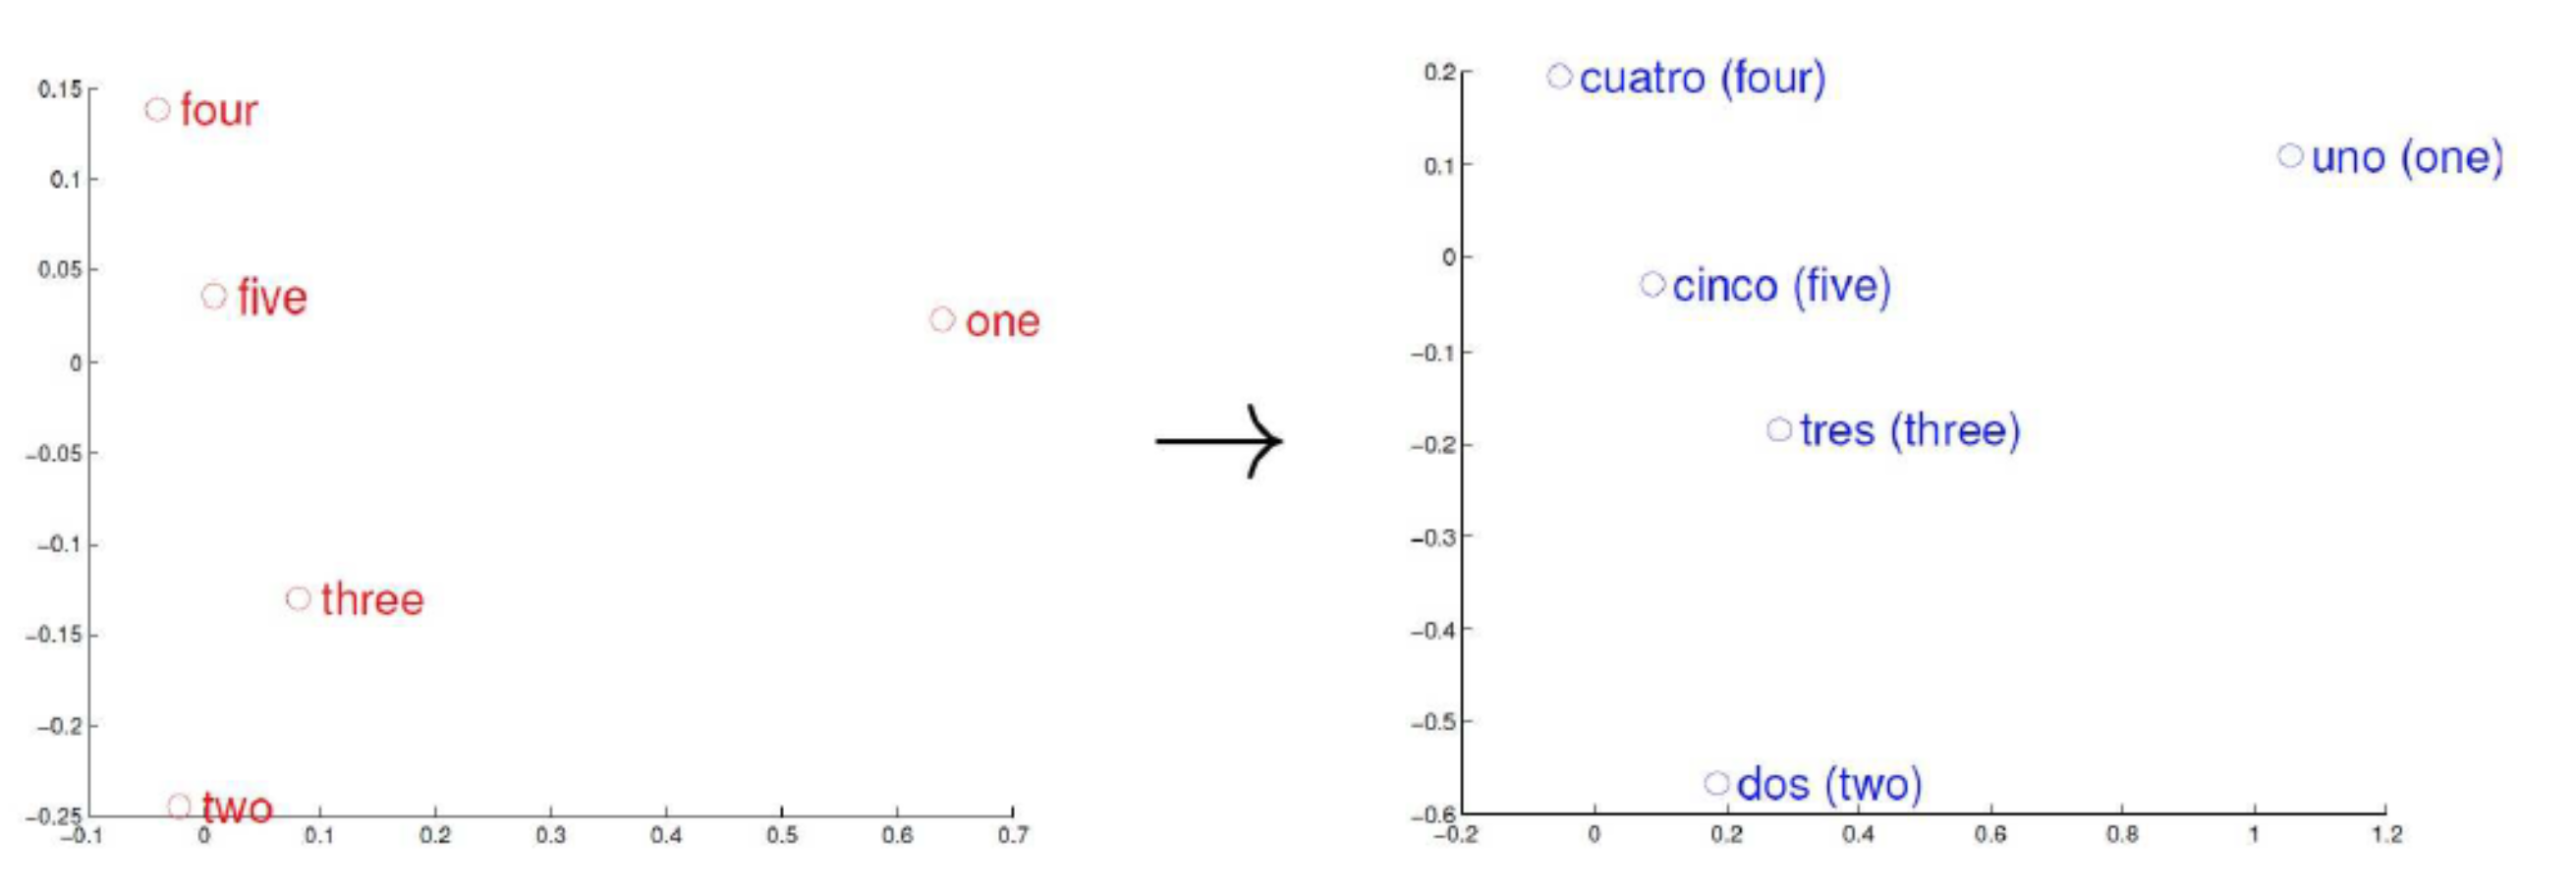 0.15
four
0.1
0.05
five
one
0
−0.05
−0.1
three
−0.15
−0.2
−0.25
two
−0.1 0 0.1 0.2 0.3 0.4 0.5 0.6 0.7
0.2
cuatro (four)
0.1
uno (one)
0
cinco (five)
−0.1
−0.2
tres (three)
−0.3
−0.4
−0.5
dos (two)
−0.6
−0.2 0 0.2 0.4 0.6 0.8 1 1.2